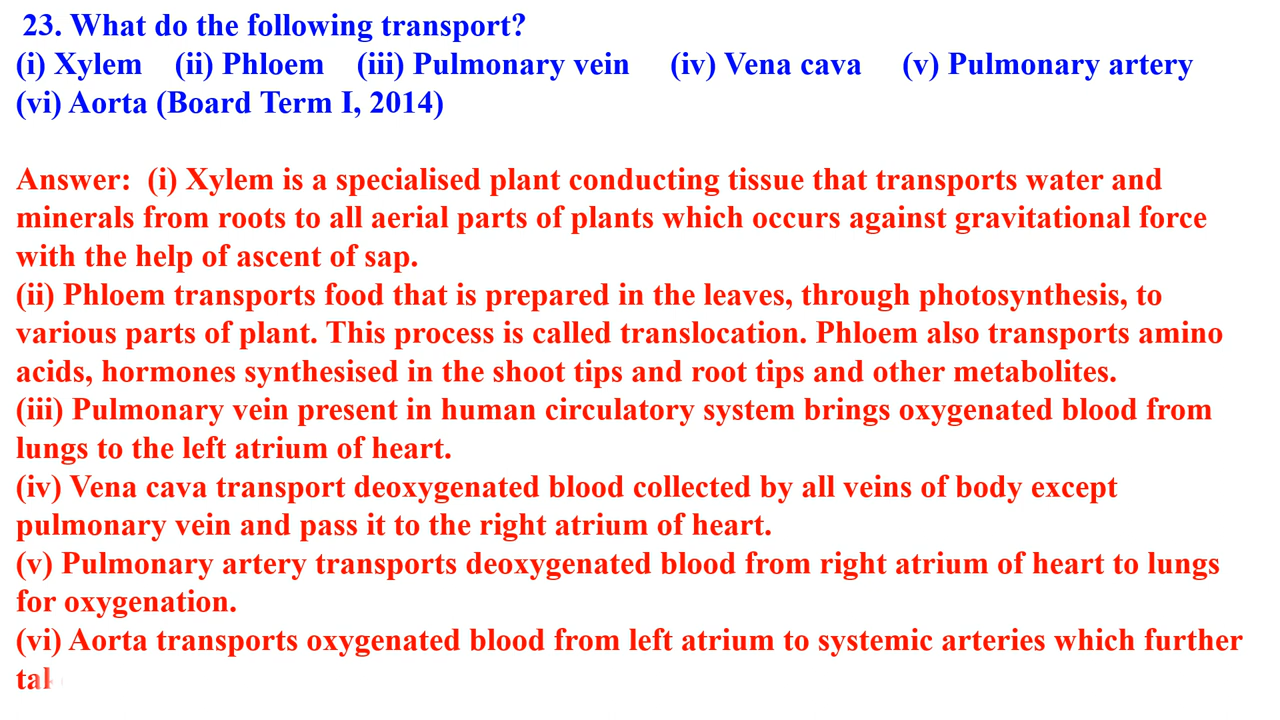 23. What do the following transport?
(i) Xylem (ii) Phloem (iii) Pulmonary vein (iv) Vena cava (v) Pulmonary artery
(vi) Aorta (Board Term I, 2014)
Answer: (i) Xylem is a specialised plant conducting tissue that transports water and
minerals from roots to all aerial parts of plants which occurs against gravitational force
with the help of ascent of sap.
(ii) Phloem transports food that is prepared in the leaves, through photosynthesis, to
various parts of plant. This process is called translocation. Phloem also transports amino
acids, hormones synthesised in the shoot tips and root tips and other metabolites.
(iii) Pulmonary vein present in human circulatory system brings oxygenated blood from
lungs to the left atrium of heart.
(iv) Vena cava transport deoxygenated blood collected by all veins of body except
pulmonary vein and pass it to the right atrium of heart.
(v) Pulmonary artery transports deoxygenated blood from right atrium of heart to lungs
for oxygenation.
(vi) Aorta transports oxygenated blood from left atrium to systemic arteries which further